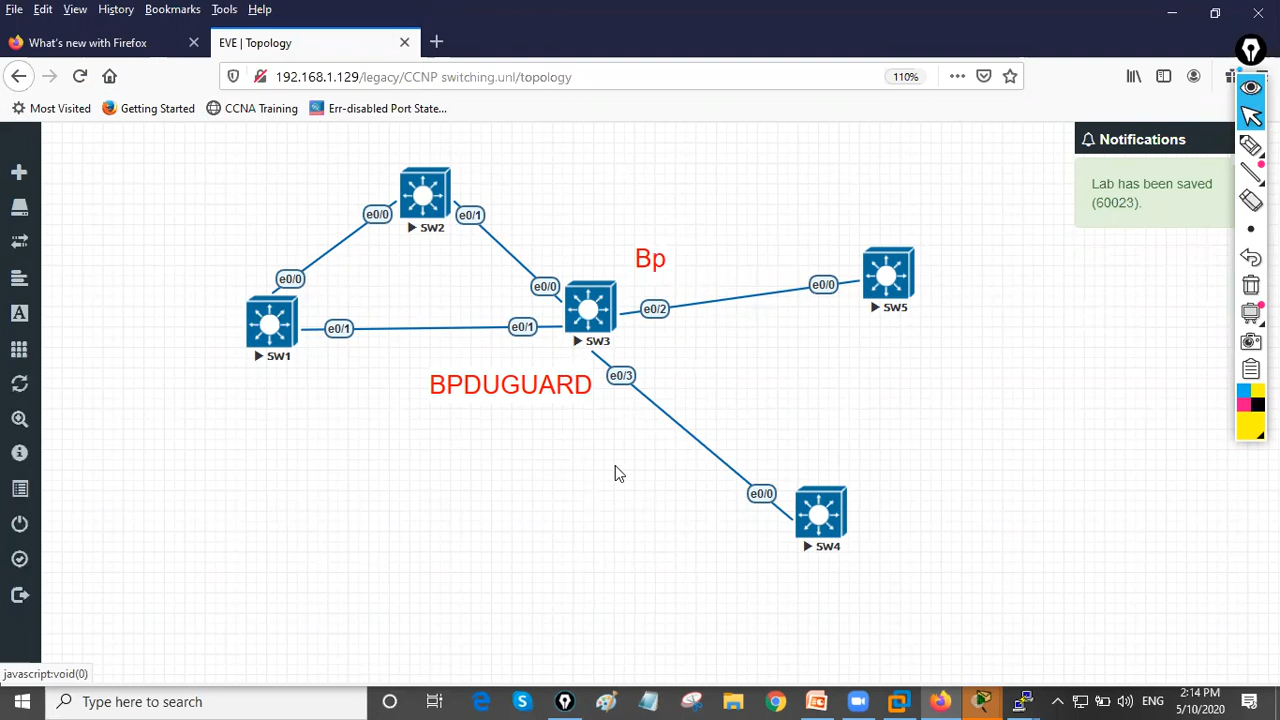 File Edit View History Bookmarks Tools Help
What's new with Firefox
EVE | Topology
192.168.1.129/legacy/CCNP switching.unl/topology
110%
Most Visited
Getting Started
CCNA Training
Err-disabled Port State...
Notifications
Lab has been saved
(60023).
SW2
e0/0
e0/1
e0/0
e0/0
Bp
SW5
e0/0
e0/2
SW3
e0/1
e0/1
SW1
e0/3
BPDUGUARD
e0/0
SW4
javascript:void(0)
Type here to search
ENG
2:14 PM
5/10/2020